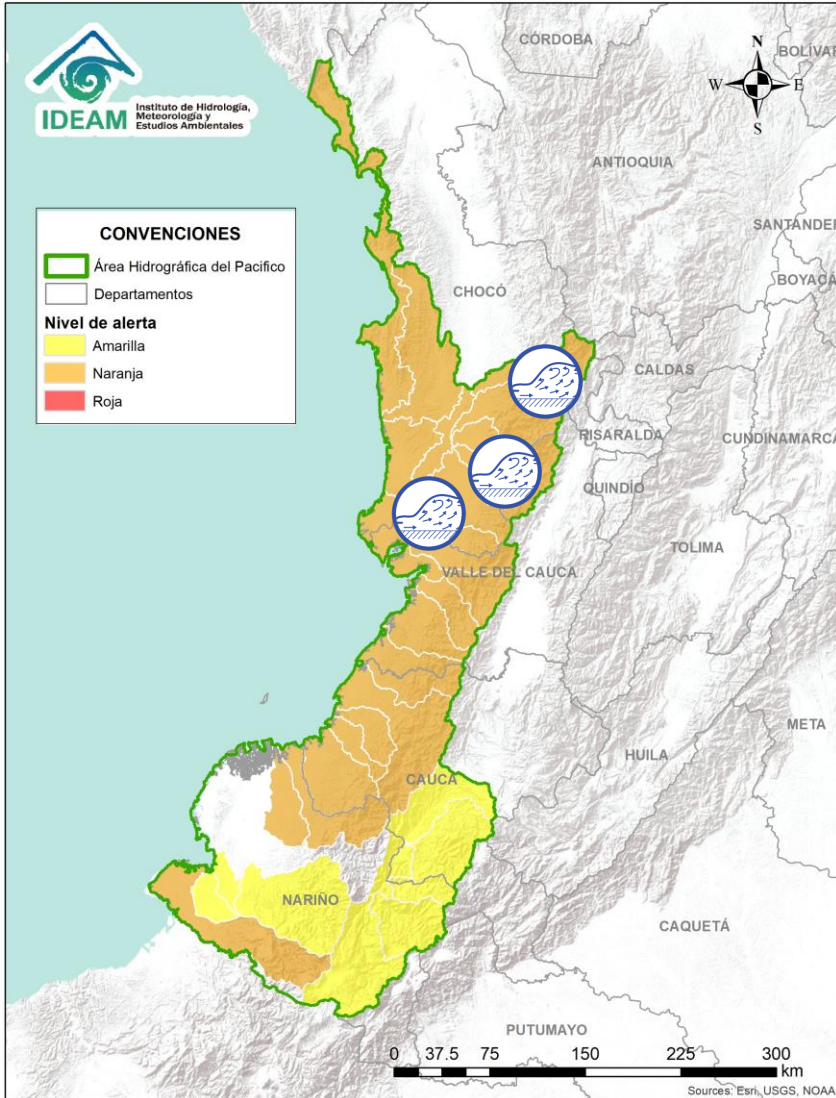 IDEAM
Instituto de Hidrología,
Meteorología y
Estudios Ambientales
CÓRDOBA
BOLÍVAR
N
W
E
S
ANTIOQUIA
SANTANDER
BOYACÁ
CONVENCIONES
Área Hidrográfica del Pacifico
Departamentos
Nivel de alerta
Amarilla
Naranja
Roja
CHOCÓ
CALDAS
RISARALDA
CUNDINAMARCA
QUINDÍO
TOLIMA
VALLE DEL CAUCA
META
HUILA
CAUCA
NARIÑO
CAQUETÁ
PUTUMAYO
0 37.5 75 150 225 300
km
Sources: Esri, USGS, NOAA